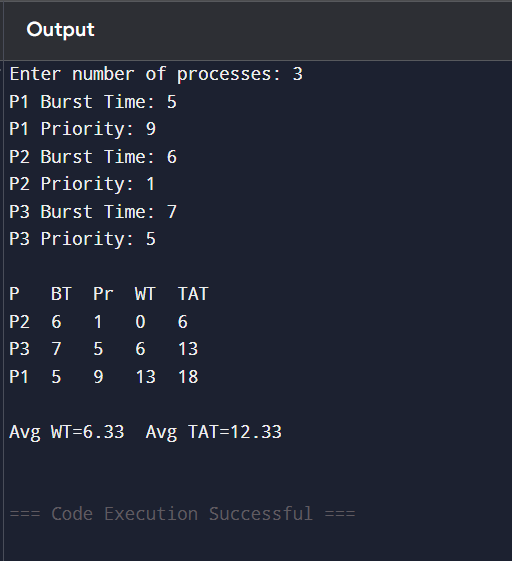 Output
Enter number of processes: 3
P1 Burst Time: 5
P1 Priority: 9
P2 Burst Time: 6
P2 Priority: 1
P3 Burst Time: 7
P3 Priority: 5
P BT Pr WT TAT
P2 6 1 0 6
P3 7 5 6 13
P1 5 9 13 18
Avg WT=6.33 Avg TAT=12.33
=== Code Execution Successful ===